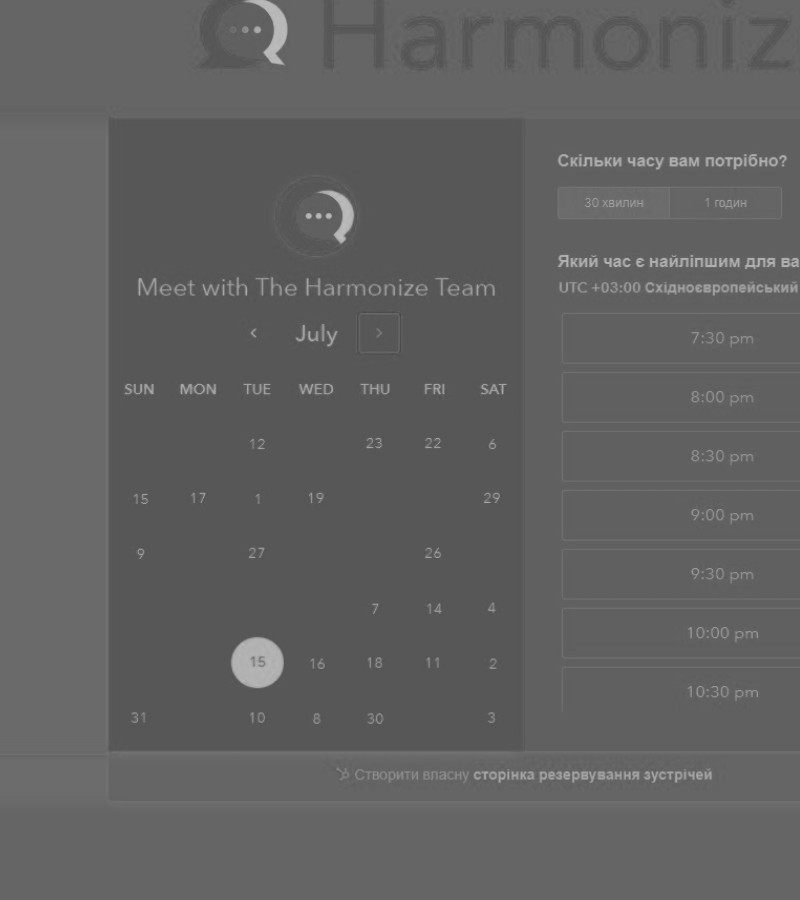 Harmoniz
Meet with The Harmonize Team
July
SUN MON TUE WED THU FRI SAT
12 23 22 6
15 17 1 19 29
9 27 26
7 14 4
15 16 18 11 2
31 10 8 30 3
Скільки часу вам потрібно?
30 хвилин 1 годин
Який час є найліпшим для ва
UTC +03:00 Східноєвропейський
7:30 pm
8:00 pm
8:30 pm
9:00 pm
9:30 pm
10:00 pm
10:30 pm
Створити власну сторінка резервування зустрічей